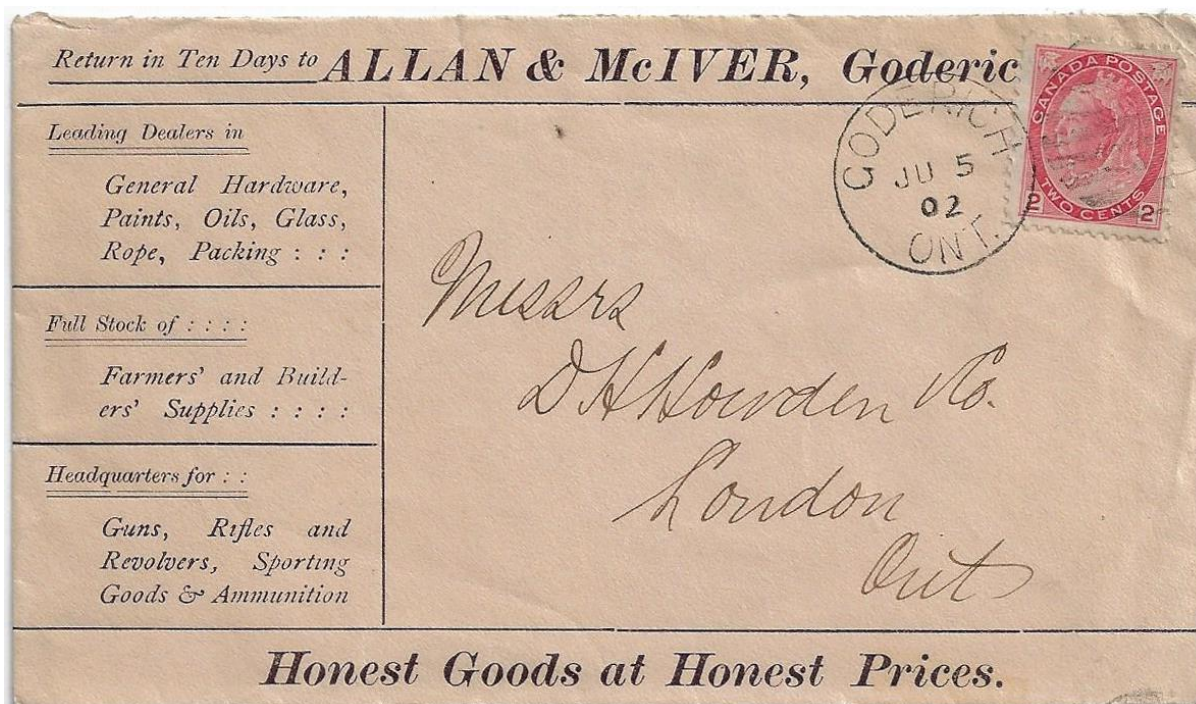 Return in Ten Days to ALLAN & McIVER, Goderic
Leading Dealers in
General Hardware,
Paints, Oils, Glass,
Rope, Packing : : :
Full Stock of : : : :
Farmers' and Build-
ers' Supplies : : : :
Headquarters for : :
Guns, Rifles and
Revolvers, Sporting
Goods & Ammunition
CANADA POSTAGE
TWO CENTS
2 2
GODERICH
JU 5
02
ONT.
Messrs
D H Howden & Co.
London
Ont
Honest Goods at Honest Prices.